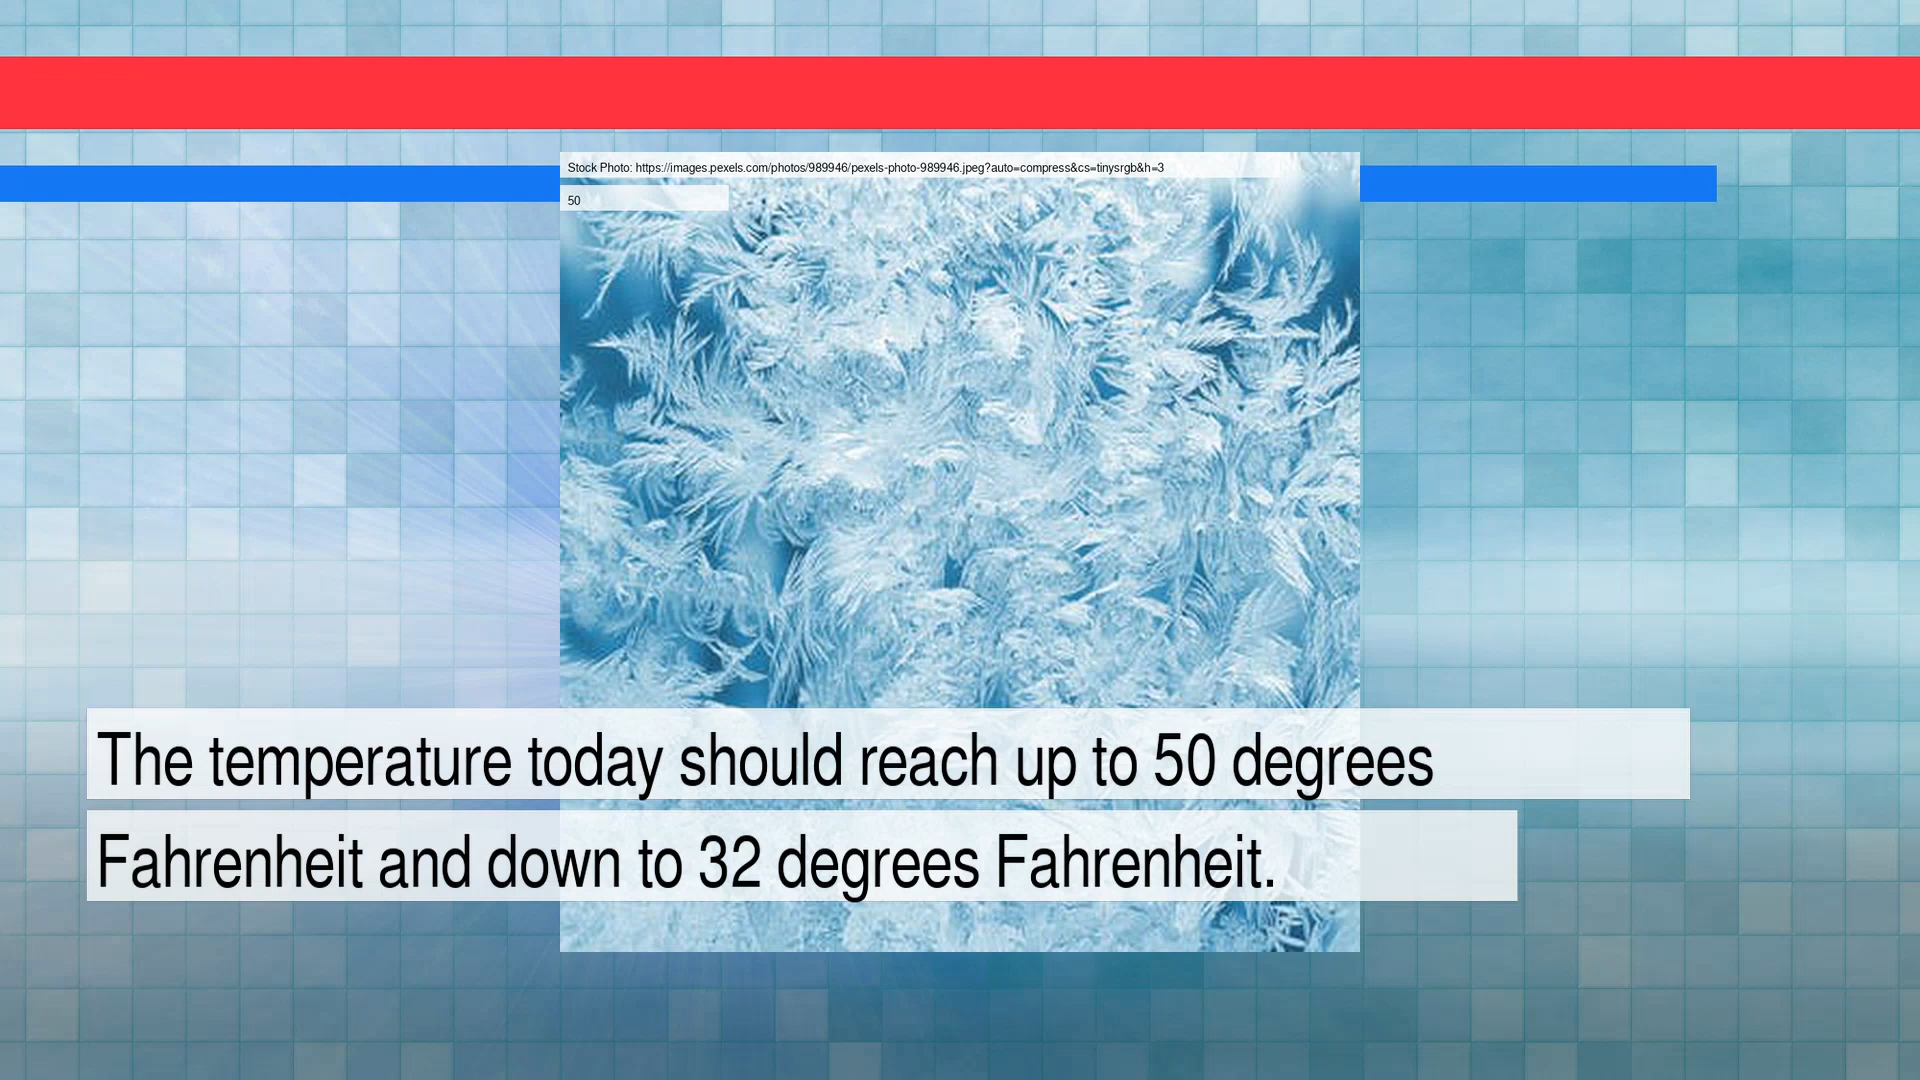 Stock Photo: https://images.pexels.com/photos/989946/pexels-photo-989946.jpeg?auto=compress&cs=tinysrgb&h=3
50
The temperature today should reach up to 50 degrees
Fahrenheit and down to 32 degrees Fahrenheit.